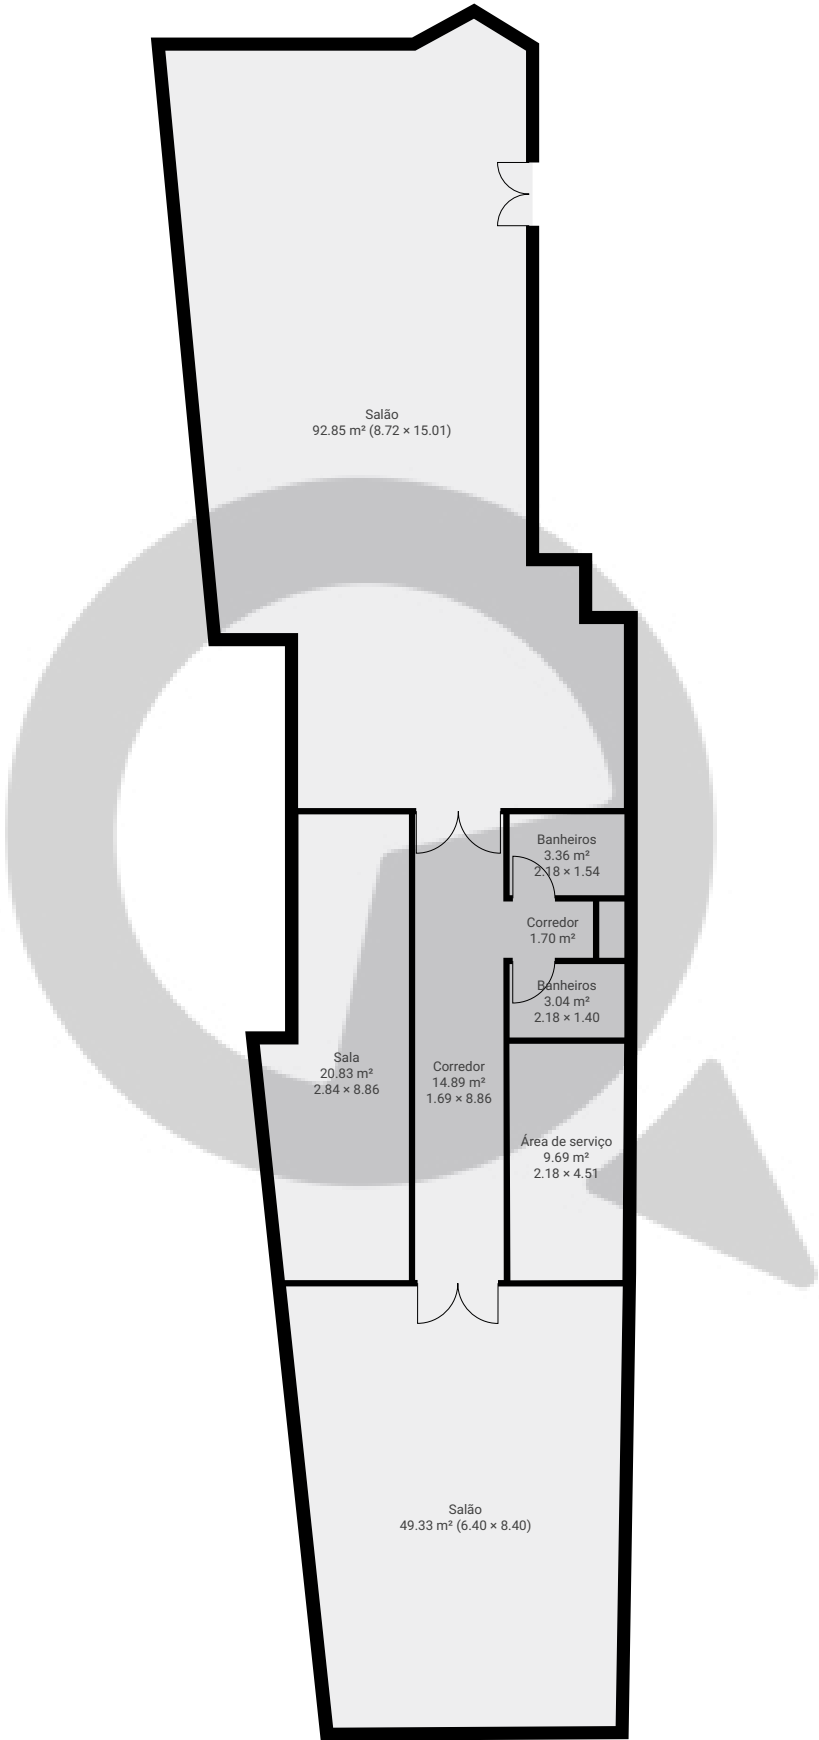 Salão
92.85 m² (8.72 × 15.01)
Banheiros
3.36 m²
2.18 × 1.54
Corredor
1.70 m²
Banheiros
3.04 m²
2.18 × 1.40
Sala
20.83 m²
2.84 × 8.86
Corredor
14.89 m²
1.69 × 8.86
Área de serviço
9.69 m²
2.18 × 4.51
Salão
49.33 m² (6.40 × 8.40)